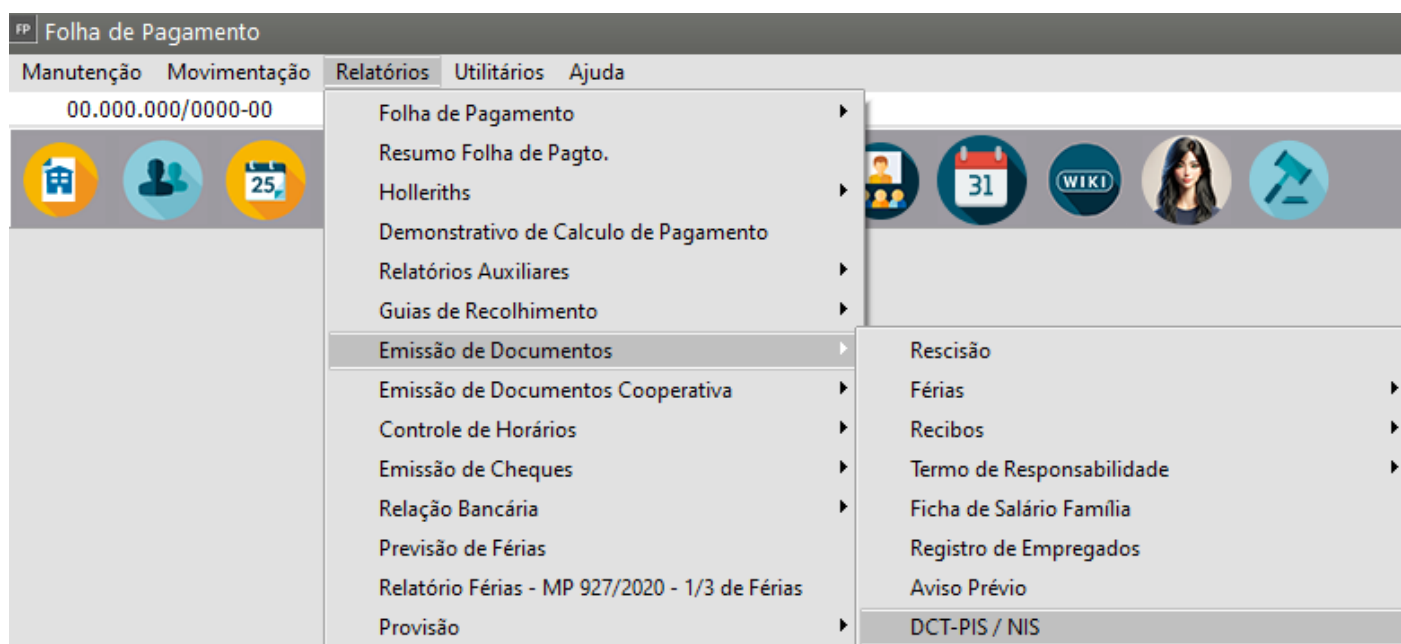 FP Folha de Pagamento
Manutenção Movimentação Relatórios Utilitários Ajuda
00.000.000/0000-00
25
31
WIKI
Folha de Pagamento
Resumo Folha de Pagto.
Holleriths
Demonstrativo de Calculo de Pagamento
Relatórios Auxiliares
Guias de Recolhimento
Emissão de Documentos
Emissão de Documentos Cooperativa
Controle de Horários
Emissão de Cheques
Relação Bancária
Previsão de Férias
Relatório Férias - MP 927/2020 - 1/3 de Férias
Provisão
Rescisão
Férias
Recibos
Termo de Responsabilidade
Ficha de Salário Família
Registro de Empregados
Aviso Prévio
DCT-PIS / NIS